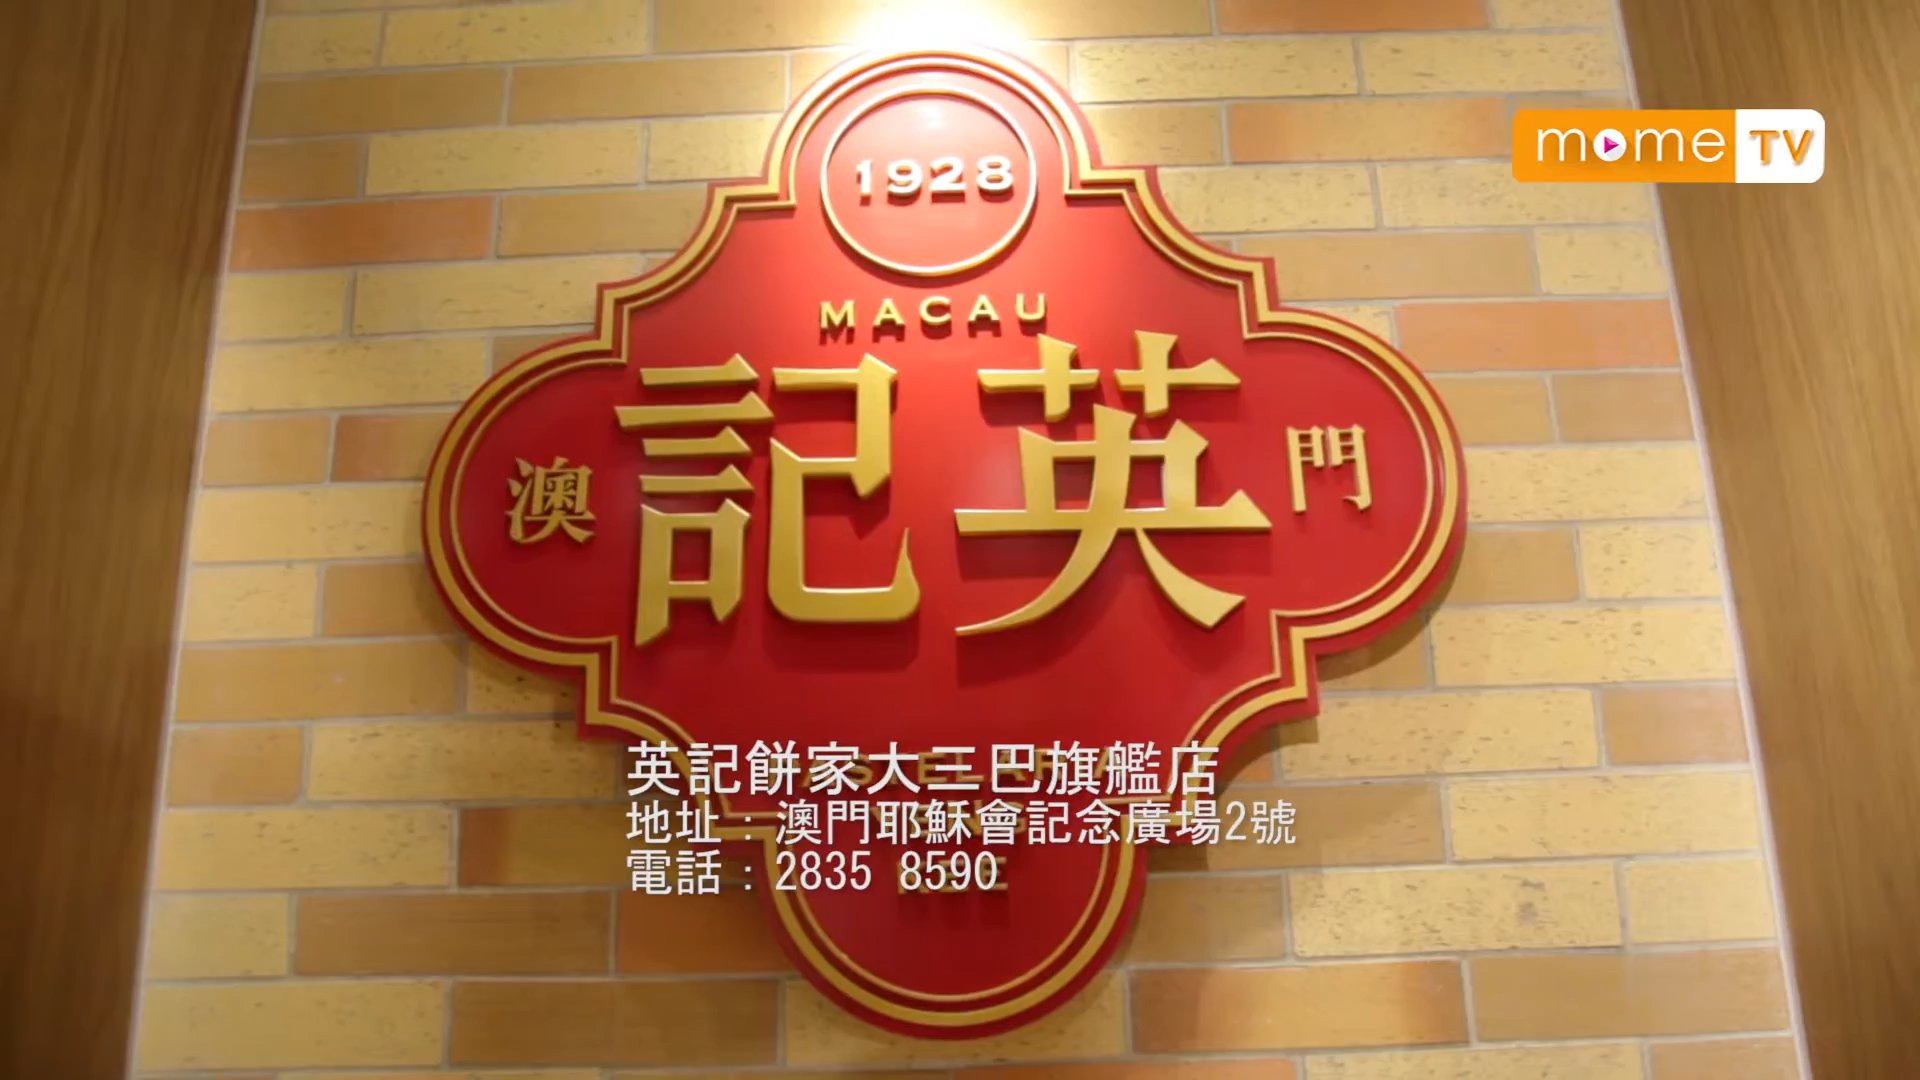 mome TV
1928
MACAU
門 英記 澳
英記餅家大三巴旗艦店
地址：澳門耶穌會記念廣場2號
電話：2835 8590